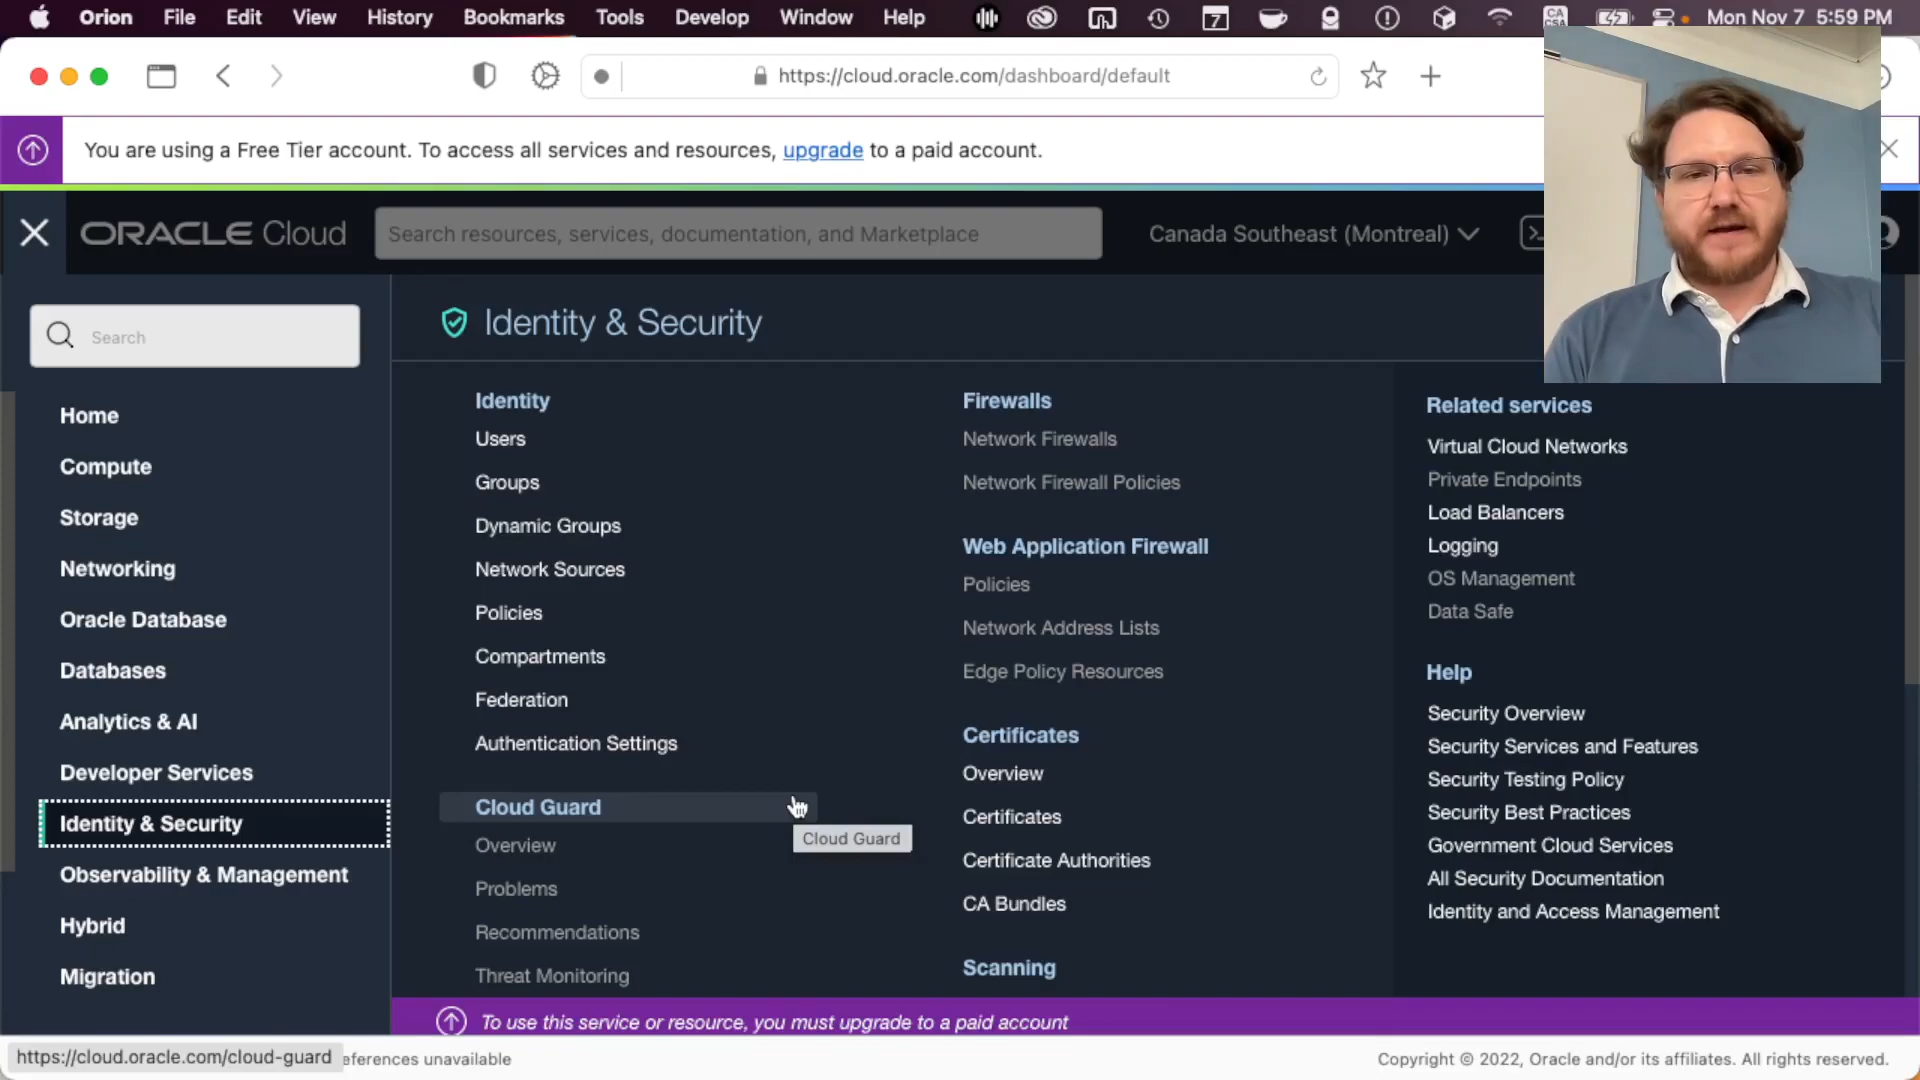 Orion File Edit View History Bookmarks Tools Develop Window Help 7 CA CSA Mon Nov 7 5:59 PM
https://cloud.oracle.com/dashboard/default
You are using a Free Tier account. To access all services and resources, upgrade to a paid account.
ORACLE Cloud
Search resources, services, documentation, and Marketplace
Canada Southeast (Montreal)
Search
Home
Compute
Storage
Networking
Oracle Database
Databases
Analytics & AI
Developer Services
Identity & Security
Observability & Management
Hybrid
Migration
Identity & Security
Identity
Users
Groups
Dynamic Groups
Network Sources
Policies
Compartments
Federation
Authentication Settings
Cloud Guard
Cloud Guard
Overview
Problems
Recommendations
Threat Monitoring
Firewalls
Network Firewalls
Network Firewall Policies
Web Application Firewall
Policies
Network Address Lists
Edge Policy Resources
Certificates
Overview
Certificates
Certificate Authorities
CA Bundles
Scanning
Related services
Virtual Cloud Networks
Private Endpoints
Load Balancers
Logging
OS Management
Data Safe
Help
Security Overview
Security Services and Features
Security Testing Policy
Security Best Practices
Government Cloud Services
All Security Documentation
Identity and Access Management
To use this service or resource, you must upgrade to a paid account
https://cloud.oracle.com/cloud-guard eferences unavailable
Copyright © 2022, Oracle and/or its affiliates. All rights reserved.